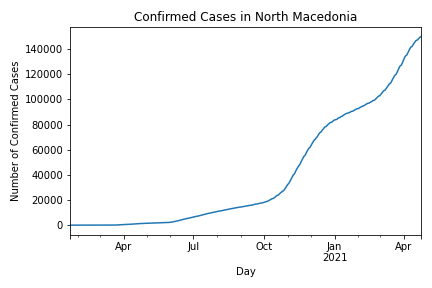 Confirmed Cases in North Macedonia
Number of Confirmed Cases
140000
120000
100000
80000
60000
40000
20000
0
Apr Jul Oct Jan Apr
2021
Day